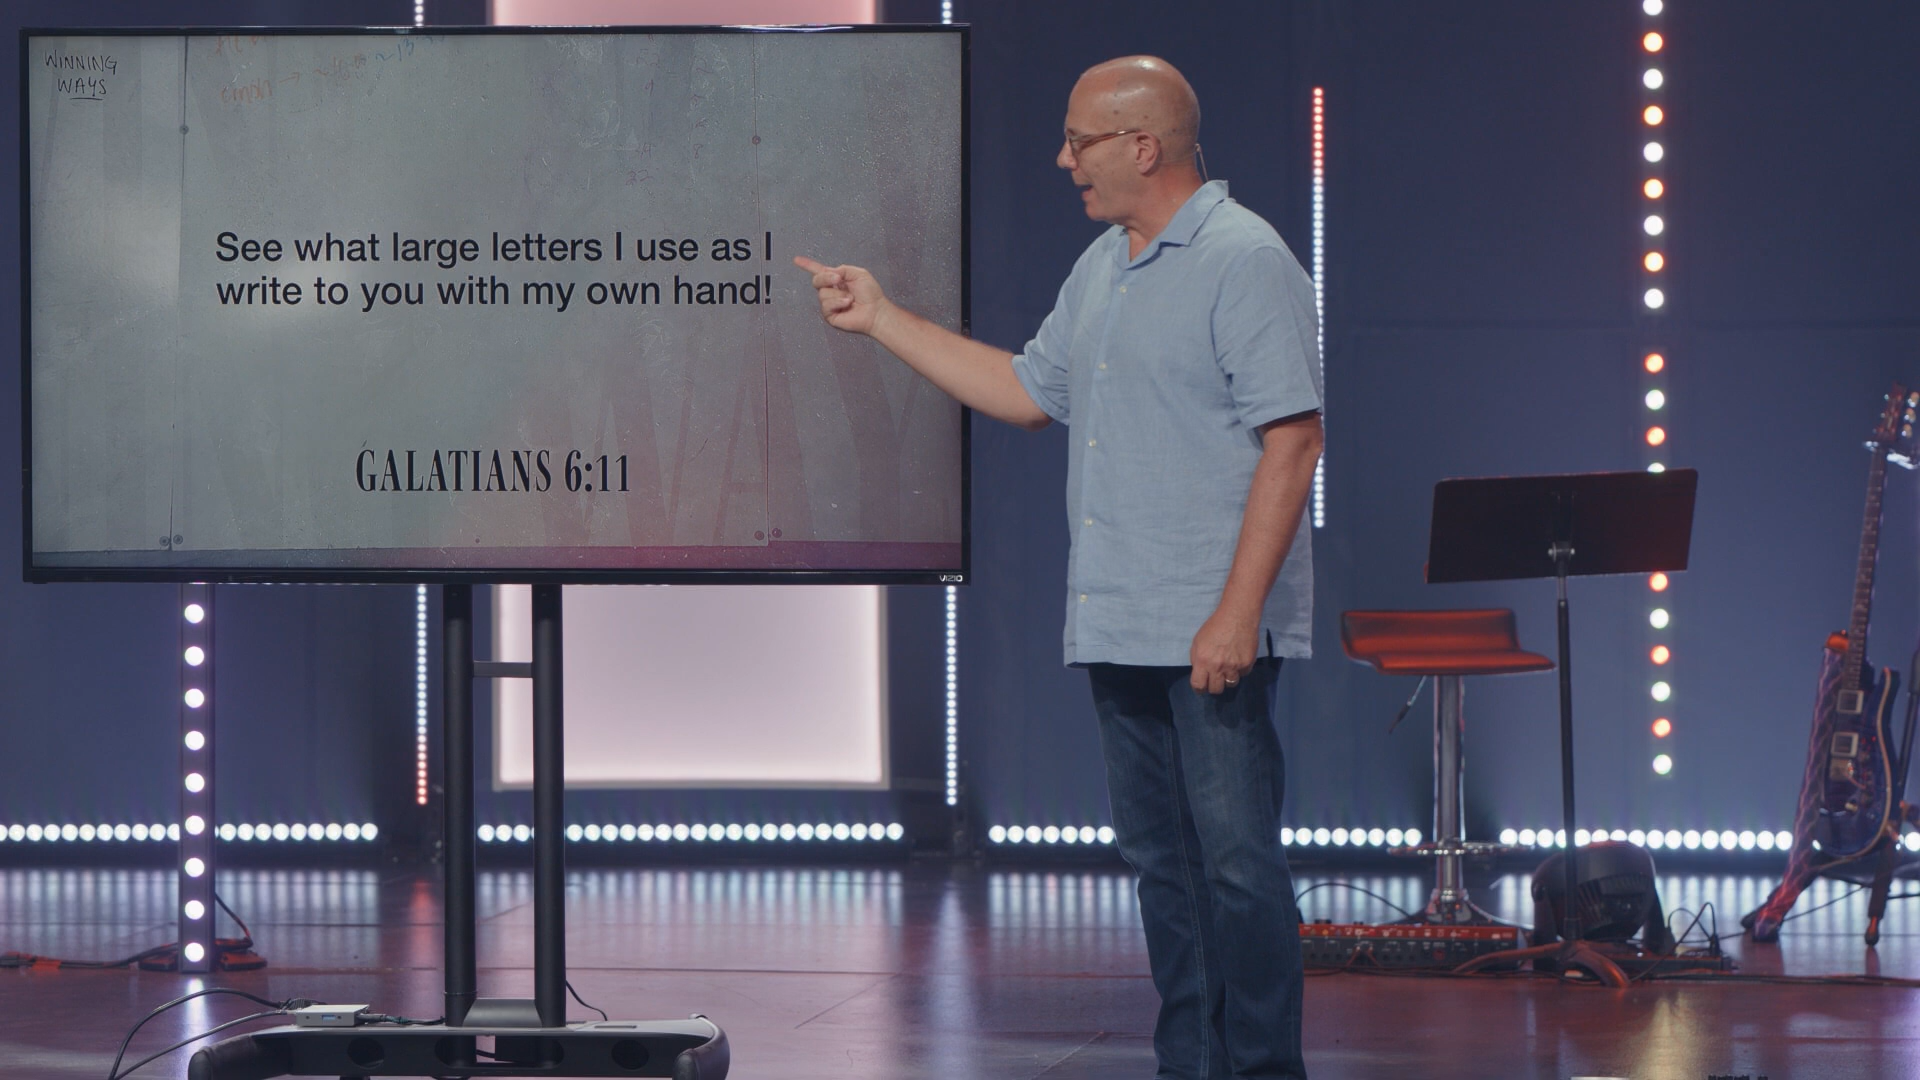 WINNING
WAYS
See what large letters I use as I
write to you with my own hand!
GALATIANS 6:11
VIZIO